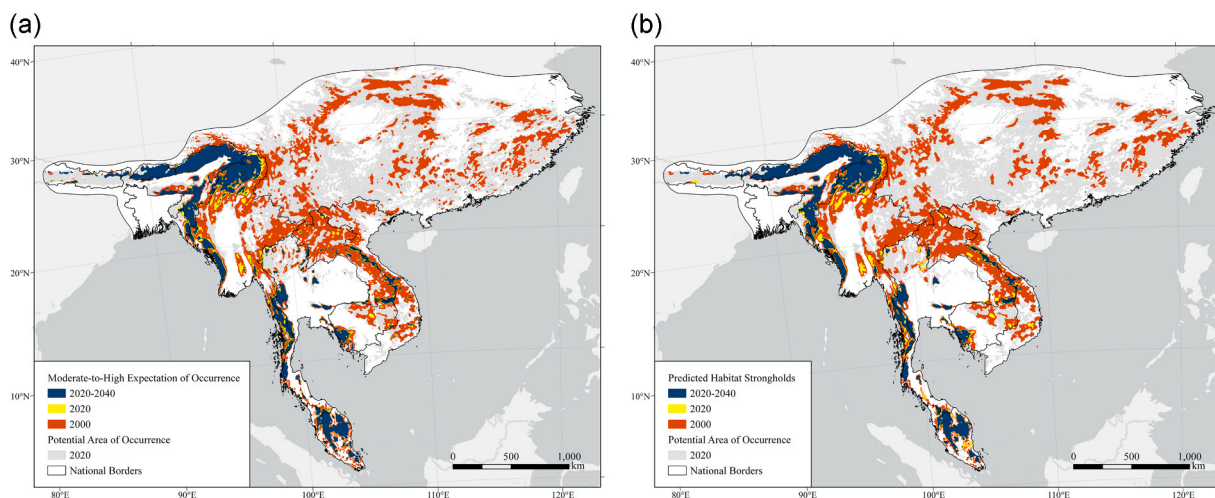 (a)
40°N
30°N
20°N
10°N
80°E
90°E
100°E
110°E
120°E
Moderate-to-High Expectation of Occurrence
2020-2040
2020
2000
Potential Area of Occurrence
2020
National Borders
0
500
1,000
km
(b)
40°N
30°N
20°N
10°N
80°E
90°E
100°E
110°E
120°E
Predicted Habitat Strongholds
2020-2040
2020
2000
Potential Area of Occurrence
2020
National Borders
0
500
1,000
km